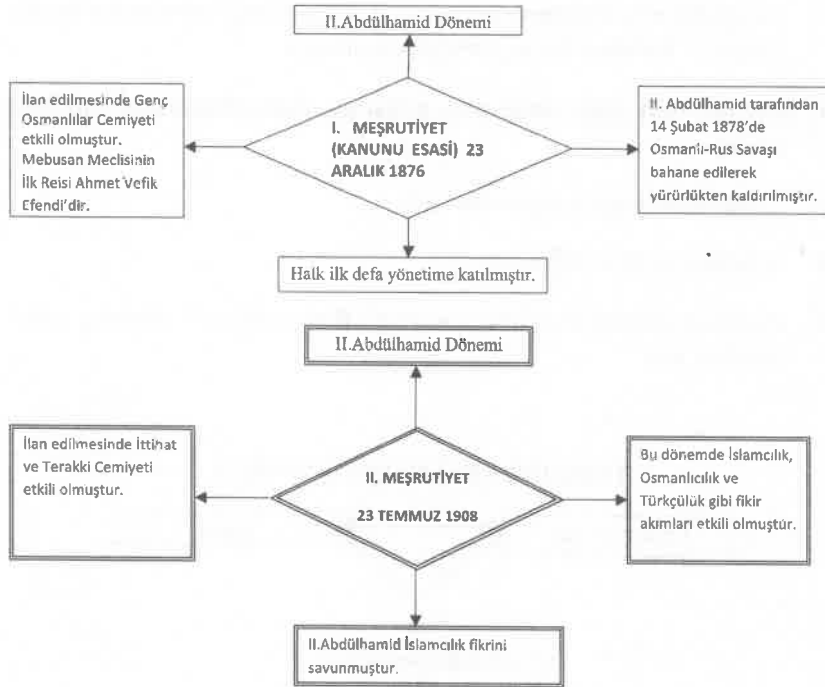 II.Abdülhamid Dönemi
İlan edilmesinde Genç
Osmanlılar Cemiyeti
etkili olmuştur.
Mebusan Meclisinin
İlk Reisi Ahmet Vefik
Efendi'dir.
I. MEŞRUTİYET
(KANUNU ESASİ) 23
ARALIK 1876
II. Abdülhamid tarafından
14 Şubat 1878'de
Osmanlı-Rus Savaşı
bahane edilerek
yürürlükten kaldırılmıştır.
Halk ilk defa yönetime katılmıştır.
II.Abdülhamid Dönemi
İlan edilmesinde İttihat
ve Terakki Cemiyeti
etkili olmuştur.
II. MEŞRUTİYET
23 TEMMUZ 1908
Bu dönemde İslamcılık,
Osmanlıcılık ve
Türkçülük gibi fikir
akımları etkili olmuştur.
II.Abdülhamid İslamcılık fikrini
savunmuştur.